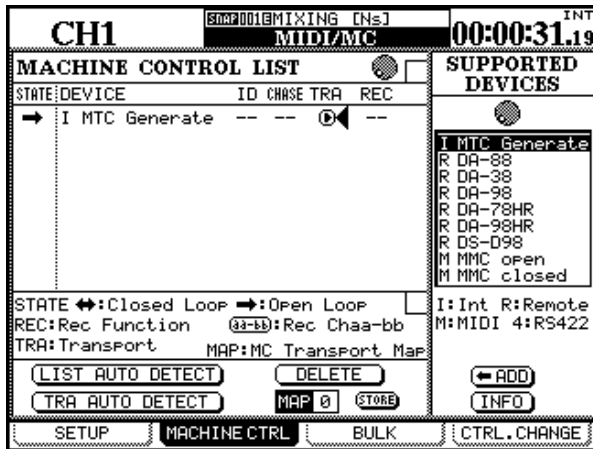 CH1
SNAP001 MIXING [Ns]
MIDI/MC
INT
00:00:31.19
MACHINE CONTROL LIST
STATE DEVICE ID CHASE TRA REC
I MTC Generate -- -- --
SUPPORTED
DEVICES
I MTC Generate
R DA-88
R DA-38
R DA-98
R DA-78HR
R DA-98HR
R DS-D98
M MMC open
M MMC closed
STATE ⬌:Closed Loop ➡:Open Loop
REC:Rec Function aa-bb:Rec Chaa-bb
TRA:Transport MAP:MC Transport Map
I:Int R:Remote
M:MIDI 4:RS422
LIST AUTO DETECT DELETE
TRA AUTO DETECT MAP 0 STORE
←ADD
INFO
SETUP MACHINE CTRL BULK CTRL.CHANGE